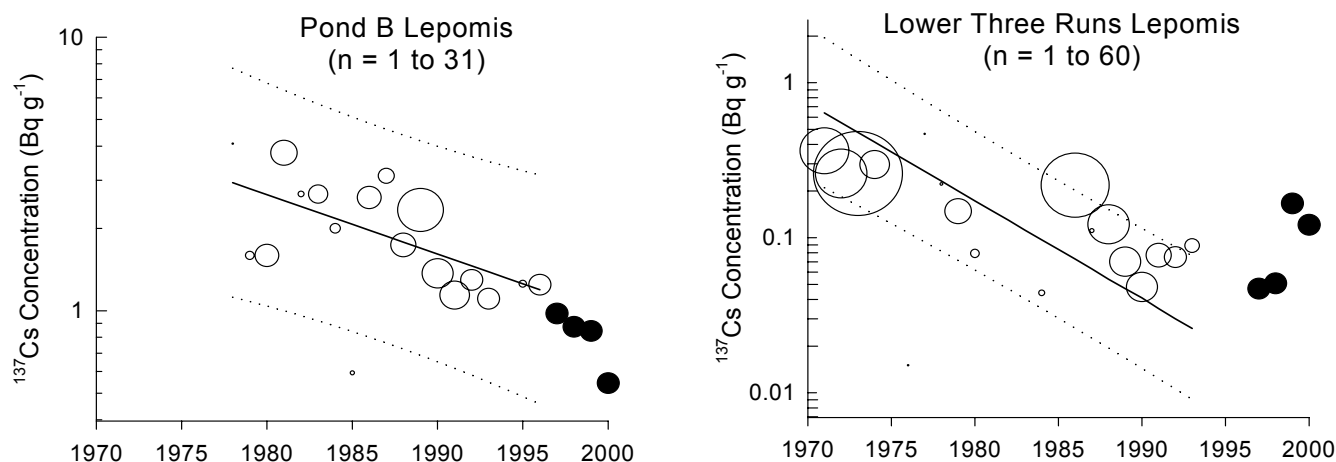 Pond B Lepomis
(n = 1 to 31)
¹³⁷Cs Concentration (Bq g⁻¹)
10
1
1970 1975 1980 1985 1990 1995 2000
Lower Three Runs Lepomis
(n = 1 to 60)
¹³⁷Cs Concentration (Bq g⁻¹)
1
0.1
0.01
1970 1975 1980 1985 1990 1995 2000